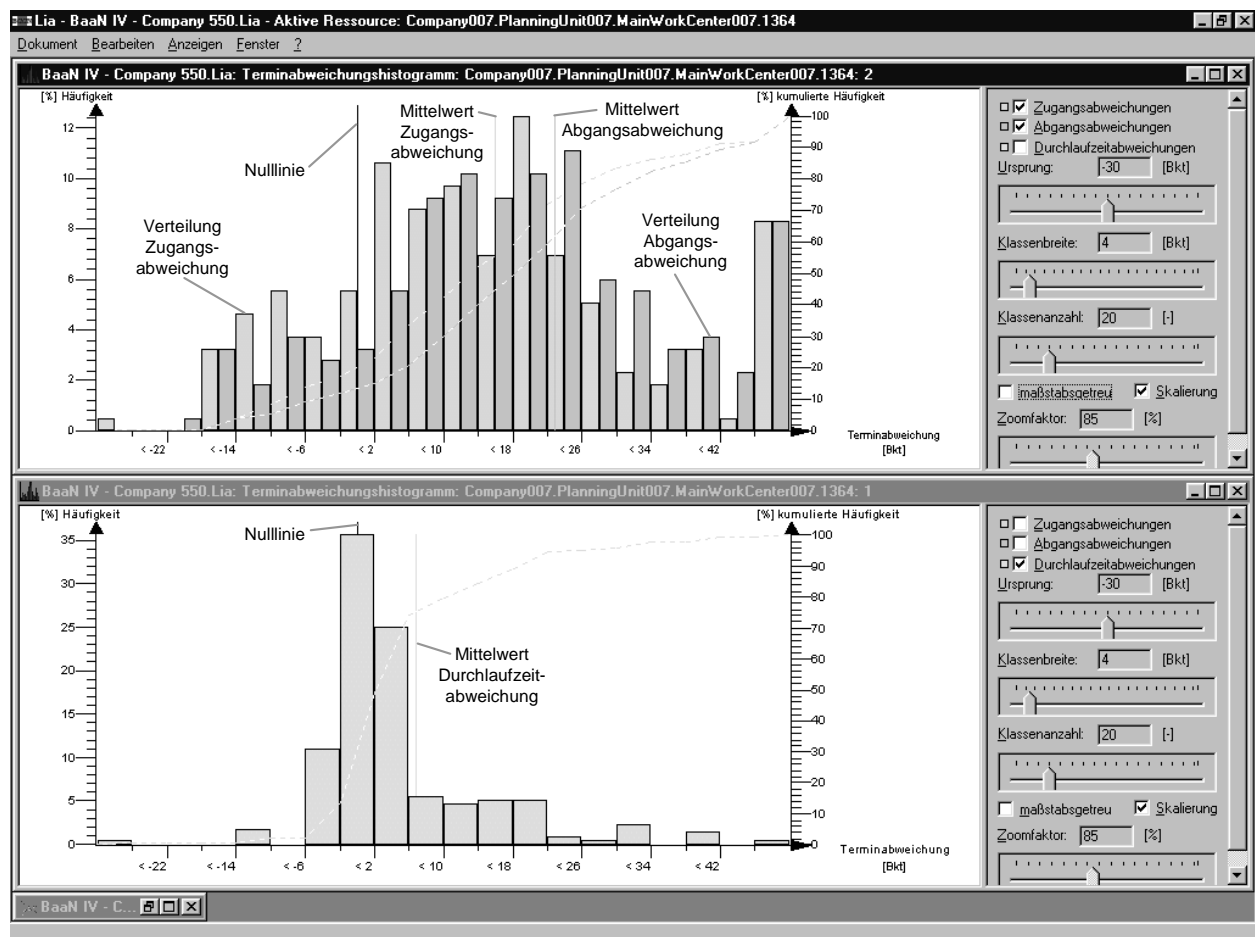 Lia - BaaN IV - Company 550.Lia - Aktive Ressource: Company007.PlanningUnit007.MainWorkCenter007.1364
Dokument Bearbeiten Anzeigen Fenster ?
BaaN IV - Company 550.Lia: Terminabweichungshistogramm: Company007.PlanningUnit007.MainWorkCenter007.1364: 2
[%] Häufigkeit
[%] kumulierte Häufigkeit
12
10
8
6
4
2
0
Nulllinie
Mittelwert
Zugangs-
abweichung
Mittelwert
Abgangsabweichung
Verteilung
Zugangs-
abweichung
Verteilung
Abgangs-
abweichung
100
90
80
70
60
50
40
30
20
10
0
< -22 < -14 < -6 < 2 < 10 < 18 < 26 < 34 < 42
Terminabweichung
[Bkt]
Zugangsabweichungen
Abgangsabweichungen
Durchlaufzeitabweichungen
Ursprung: -30 [Bkt]
Klassenbreite: 4 [Bkt]
Klassenanzahl: 20 [-]
maßstabsgetreu Skalierung
Zoomfaktor: 85 [%]
BaaN IV - Company 550.Lia: Terminabweichungshistogramm: Company007.PlanningUnit007.MainWorkCenter007.1364: 1
[%] Häufigkeit
[%] kumulierte Häufigkeit
35
30
25
20
15
10
5
0
Nulllinie
Mittelwert
Durchlaufzeit-
abweichung
100
90
80
70
60
50
40
30
20
10
0
< -22 < -14 < -6 < 2 < 10 < 18 < 26 < 34 < 42
Terminabweichung
[Bkt]
Zugangsabweichungen
Abgangsabweichungen
Durchlaufzeitabweichungen
Ursprung: -30 [Bkt]
Klassenbreite: 4 [Bkt]
Klassenanzahl: 20 [-]
maßstabsgetreu Skalierung
Zoomfaktor: 85 [%]
BaaN IV - C...